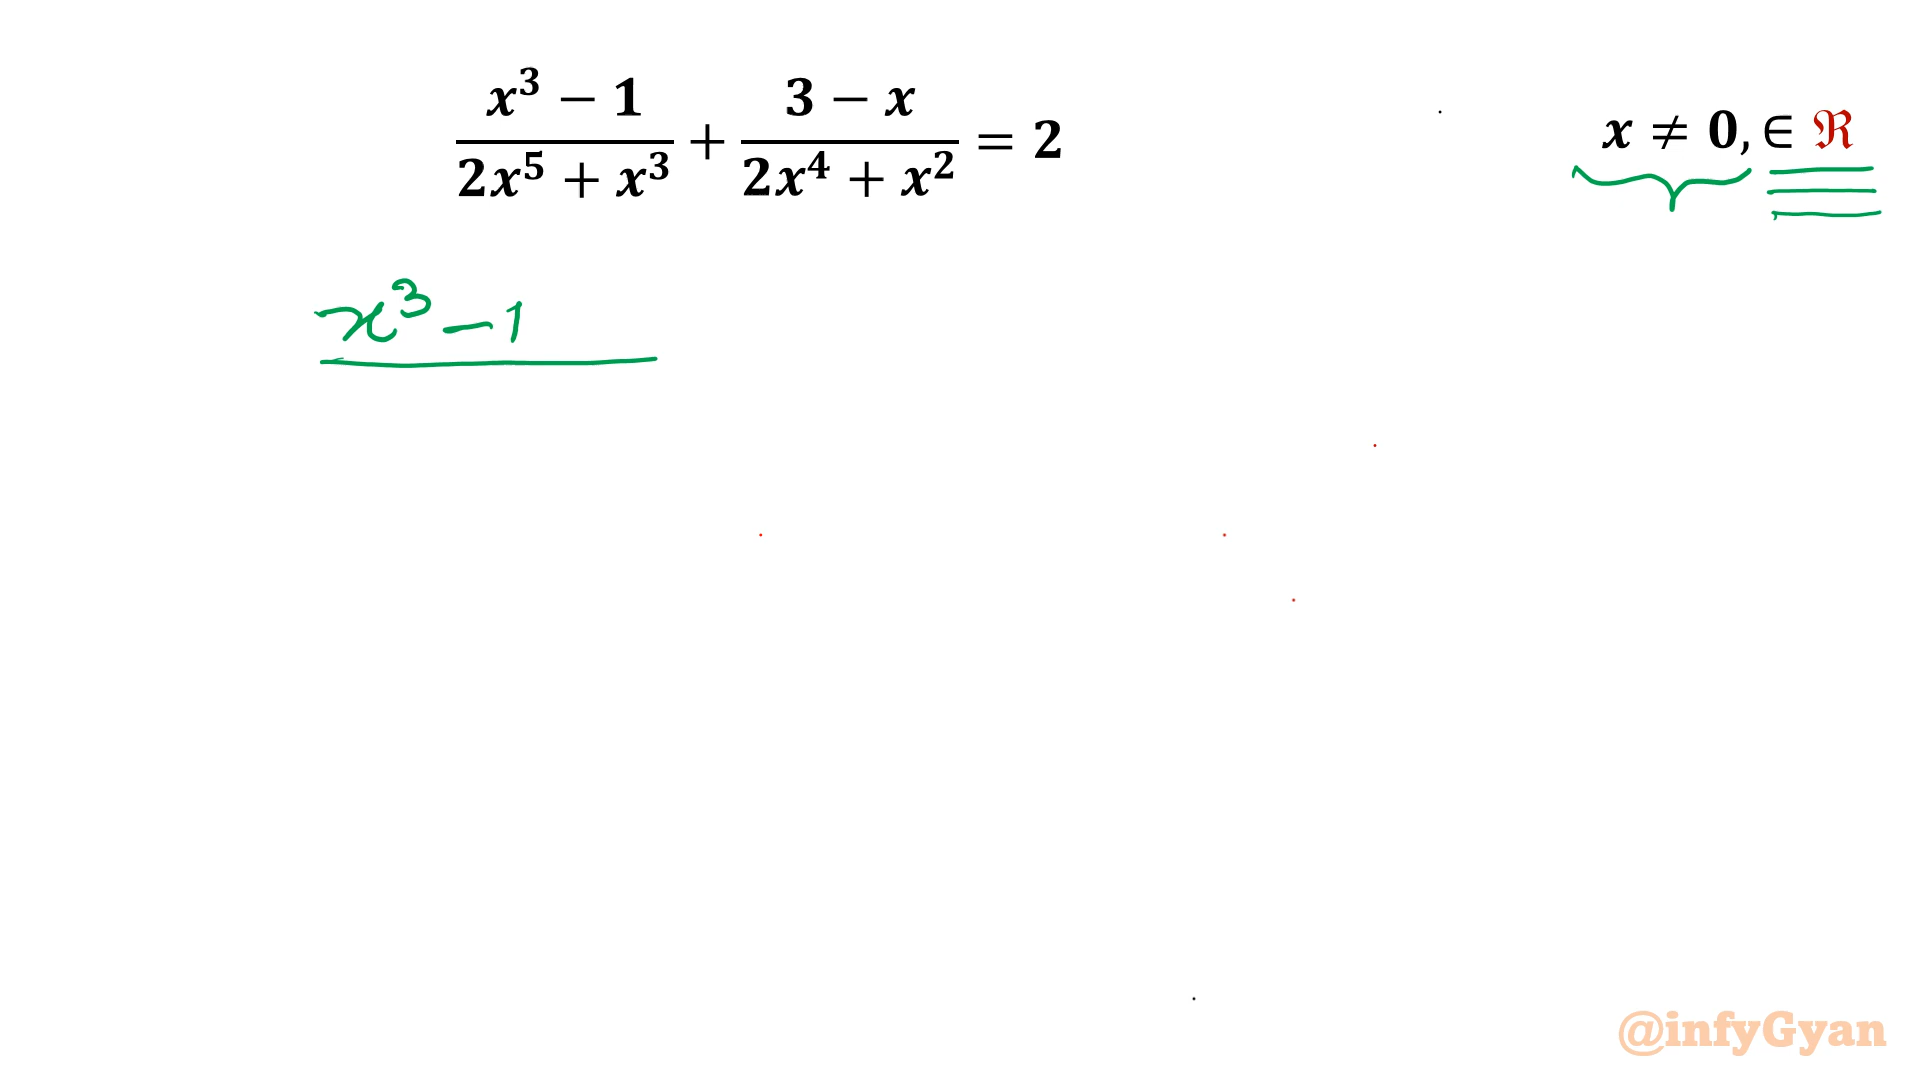 x³ − 1 / 2x⁵ + x³ + 3 − x / 2x⁴ + x² = 2
x ≠ 0, ∈ ℜ
x³ − 1
@infyGyan